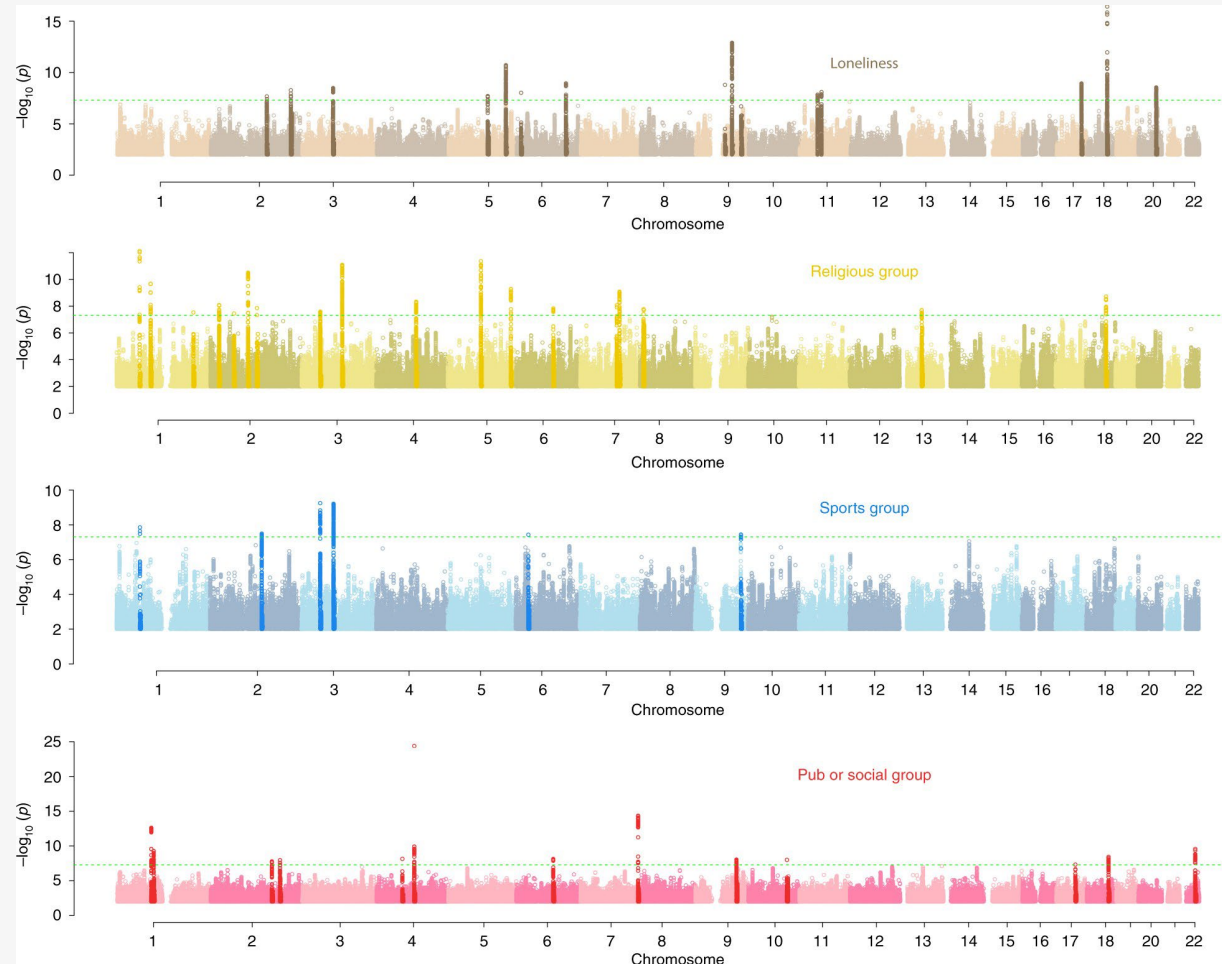 15
10
5
0
−log10 (p)
Loneliness
1 2 3 4 5 6 7 8 9 10 11 12 13 14 15 16 17 18 20 22
Chromosome
10
8
6
4
2
0
−log10 (p)
Religious group
1 2 3 4 5 6 7 8 9 10 11 12 13 14 15 16 18 20 22
Chromosome
10
8
6
4
2
0
−log10 (p)
Sports group
1 2 3 4 5 6 7 8 9 10 11 12 13 14 15 16 18 20 22
Chromosome
25
20
15
10
5
0
−log10 (p)
Pub or social group
1 2 3 4 5 6 7 8 9 10 11 12 13 14 15 16 17 18 20 22
Chromosome